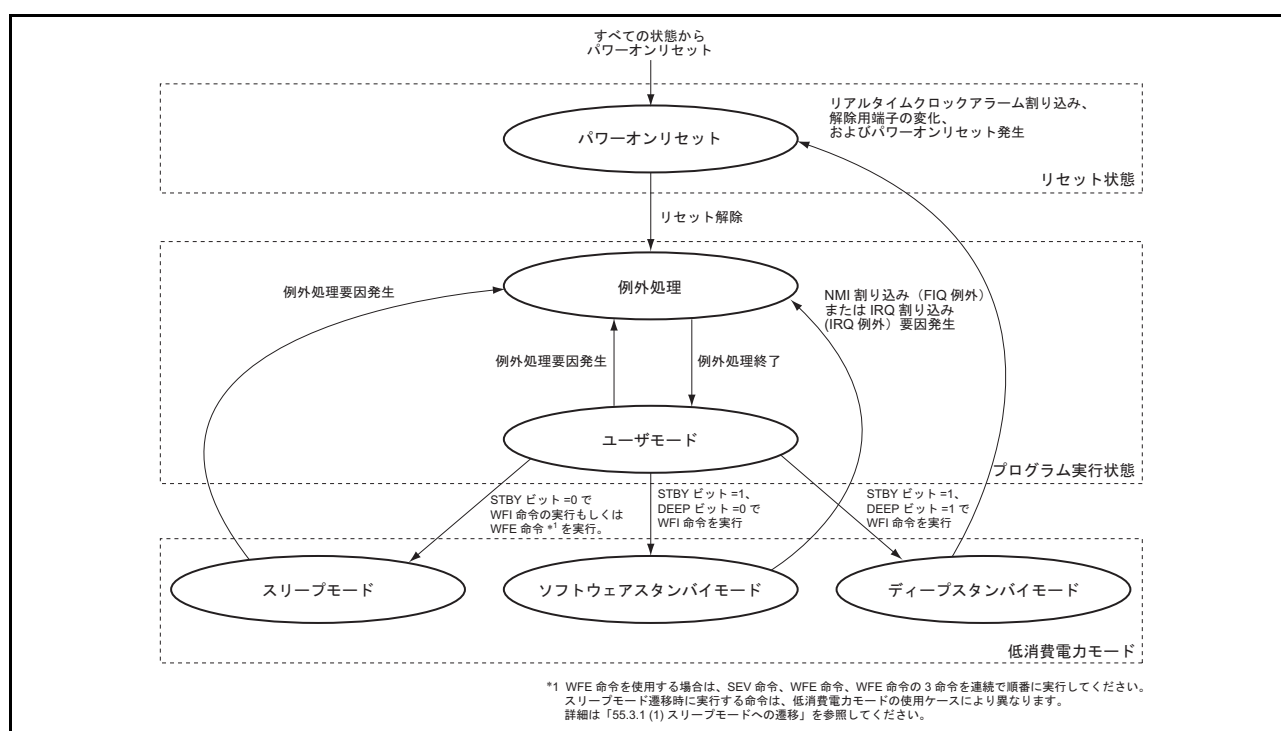 すべての状態から
パワーオンリセット
リアルタイムクロックアラーム割り込み、
解除用端子の変化、
およびパワーオンリセット発生
パワーオンリセット
リセット状態
リセット解除
例外処理
例外処理要因発生
NMI 割り込み（FIQ 例外）
または IRQ 割り込み
(IRQ 例外）要因発生
例外処理要因発生
例外処理終了
ユーザモード
プログラム実行状態
STBY ビット =0 で
WFI 命令の実行もしくは
WFE 命令 *1 を実行。
STBY ビット =1、
DEEP ビット =0 で
WFI 命令を実行
STBY ビット =1、
DEEP ビット =1 で
WFI 命令を実行
スリープモード
ソフトウェアスタンバイモード
ディープスタンバイモード
低消費電力モード
*1 WFE 命令を使用する場合は、SEV 命令、WFE 命令、WFE 命令の 3 命令を連続で順番に実行してください。
スリープモード遷移時に実行する命令は、低消費電力モードの使用ケースにより異なります。
詳細は「55.3.1 (1) スリープモードへの遷移」を参照してください。